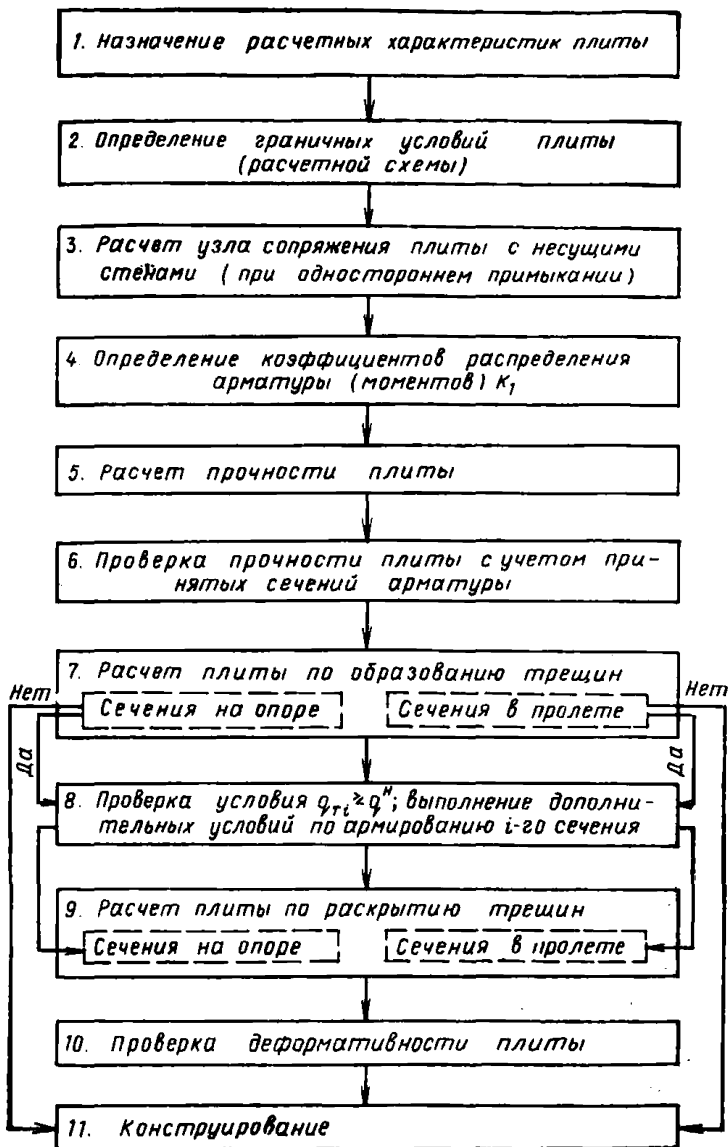 1. Назначение расчетных характеристик плиты
2. Определение граничных условий плиты
(расчетной схемы)
3. Расчет узла сопряжения плиты с несущими
стенами (при одностороннем примыкании)
4 Определение коэффициентов распределения
арматуры (моментов) K₁
5. Расчет прочности плиты
6. Проверка прочности плиты с учетом при-
нятых сечений арматуры
7. Расчет плиты по образованию трещин
Нет
Нет
Сечения на опоре
Сечения в пролете
Да
Да
8. Проверка условия qтi ≥ qᴴ; выполнение дополни-
тельных условий по армированию i-го сечения
9. Расчет плиты по раскрытию трещин
Сечения на опоре
Сечения в пролете
10. Проверка деформативности плиты
11. Конструирование